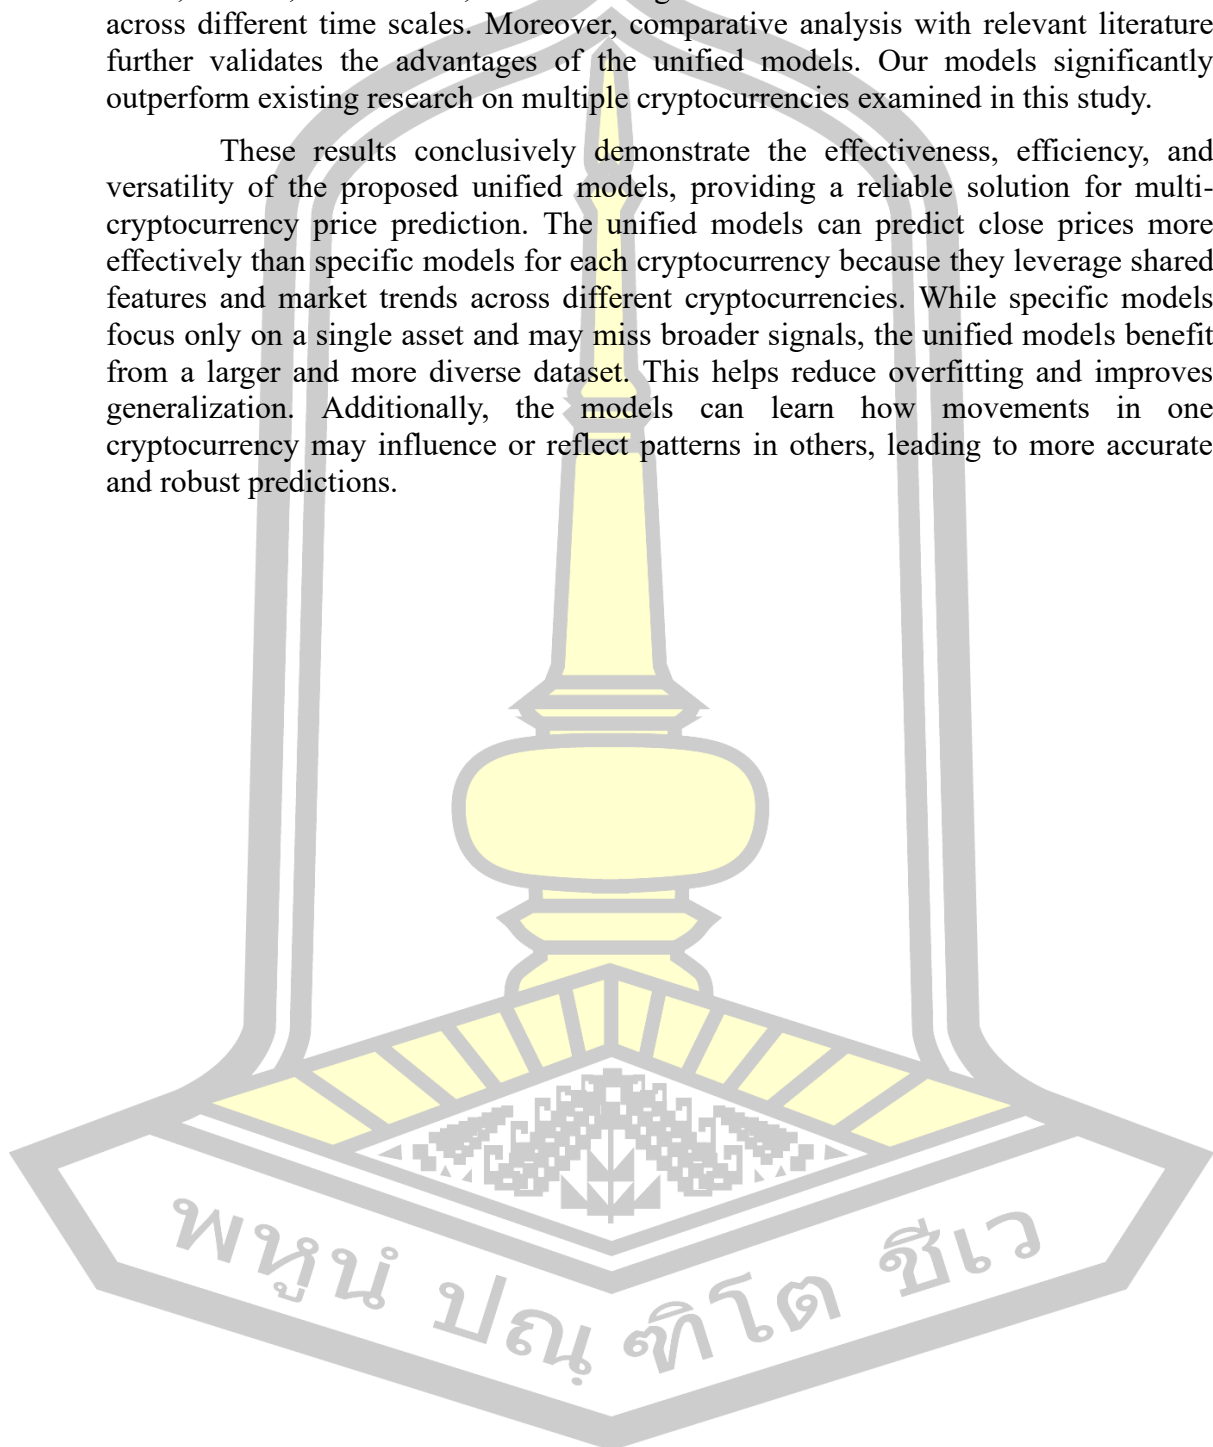 across different time scales. Moreover, comparative analysis with relevant literature
further validates the advantages of the unified models. Our models significantly
outperform existing research on multiple cryptocurrencies examined in this study.
These results conclusively demonstrate the effectiveness, efficiency, and
versatility of the proposed unified models, providing a reliable solution for multi-
cryptocurrency price prediction. The unified models can predict close prices more
effectively than specific models for each cryptocurrency because they leverage shared
features and market trends across different cryptocurrencies. While specific models
focus only on a single asset and may miss broader signals, the unified models benefit
from a larger and more diverse dataset. This helps reduce overfitting and improves
generalization. Additionally, the models can learn how movements in one
cryptocurrency may influence or reflect patterns in others, leading to more accurate
and robust predictions.
พหูนํ ปณฺ ฑิโต ชีเว